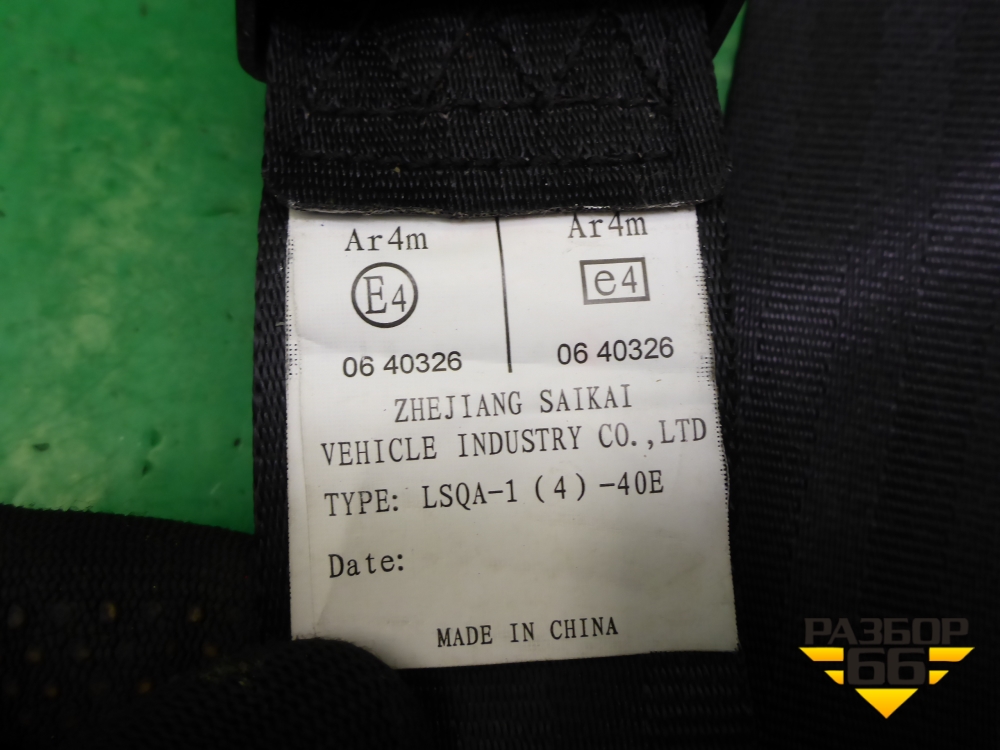 Ar4m
E4
06 40326
Ar4m
e4
06 40326
ZHEJIANG SAIKAI
VEHICLE INDUSTRY CO.,LTD
TYPE: LSQA-1(4)-40E
Date:
MADE IN CHINA
РАЗБОР
66